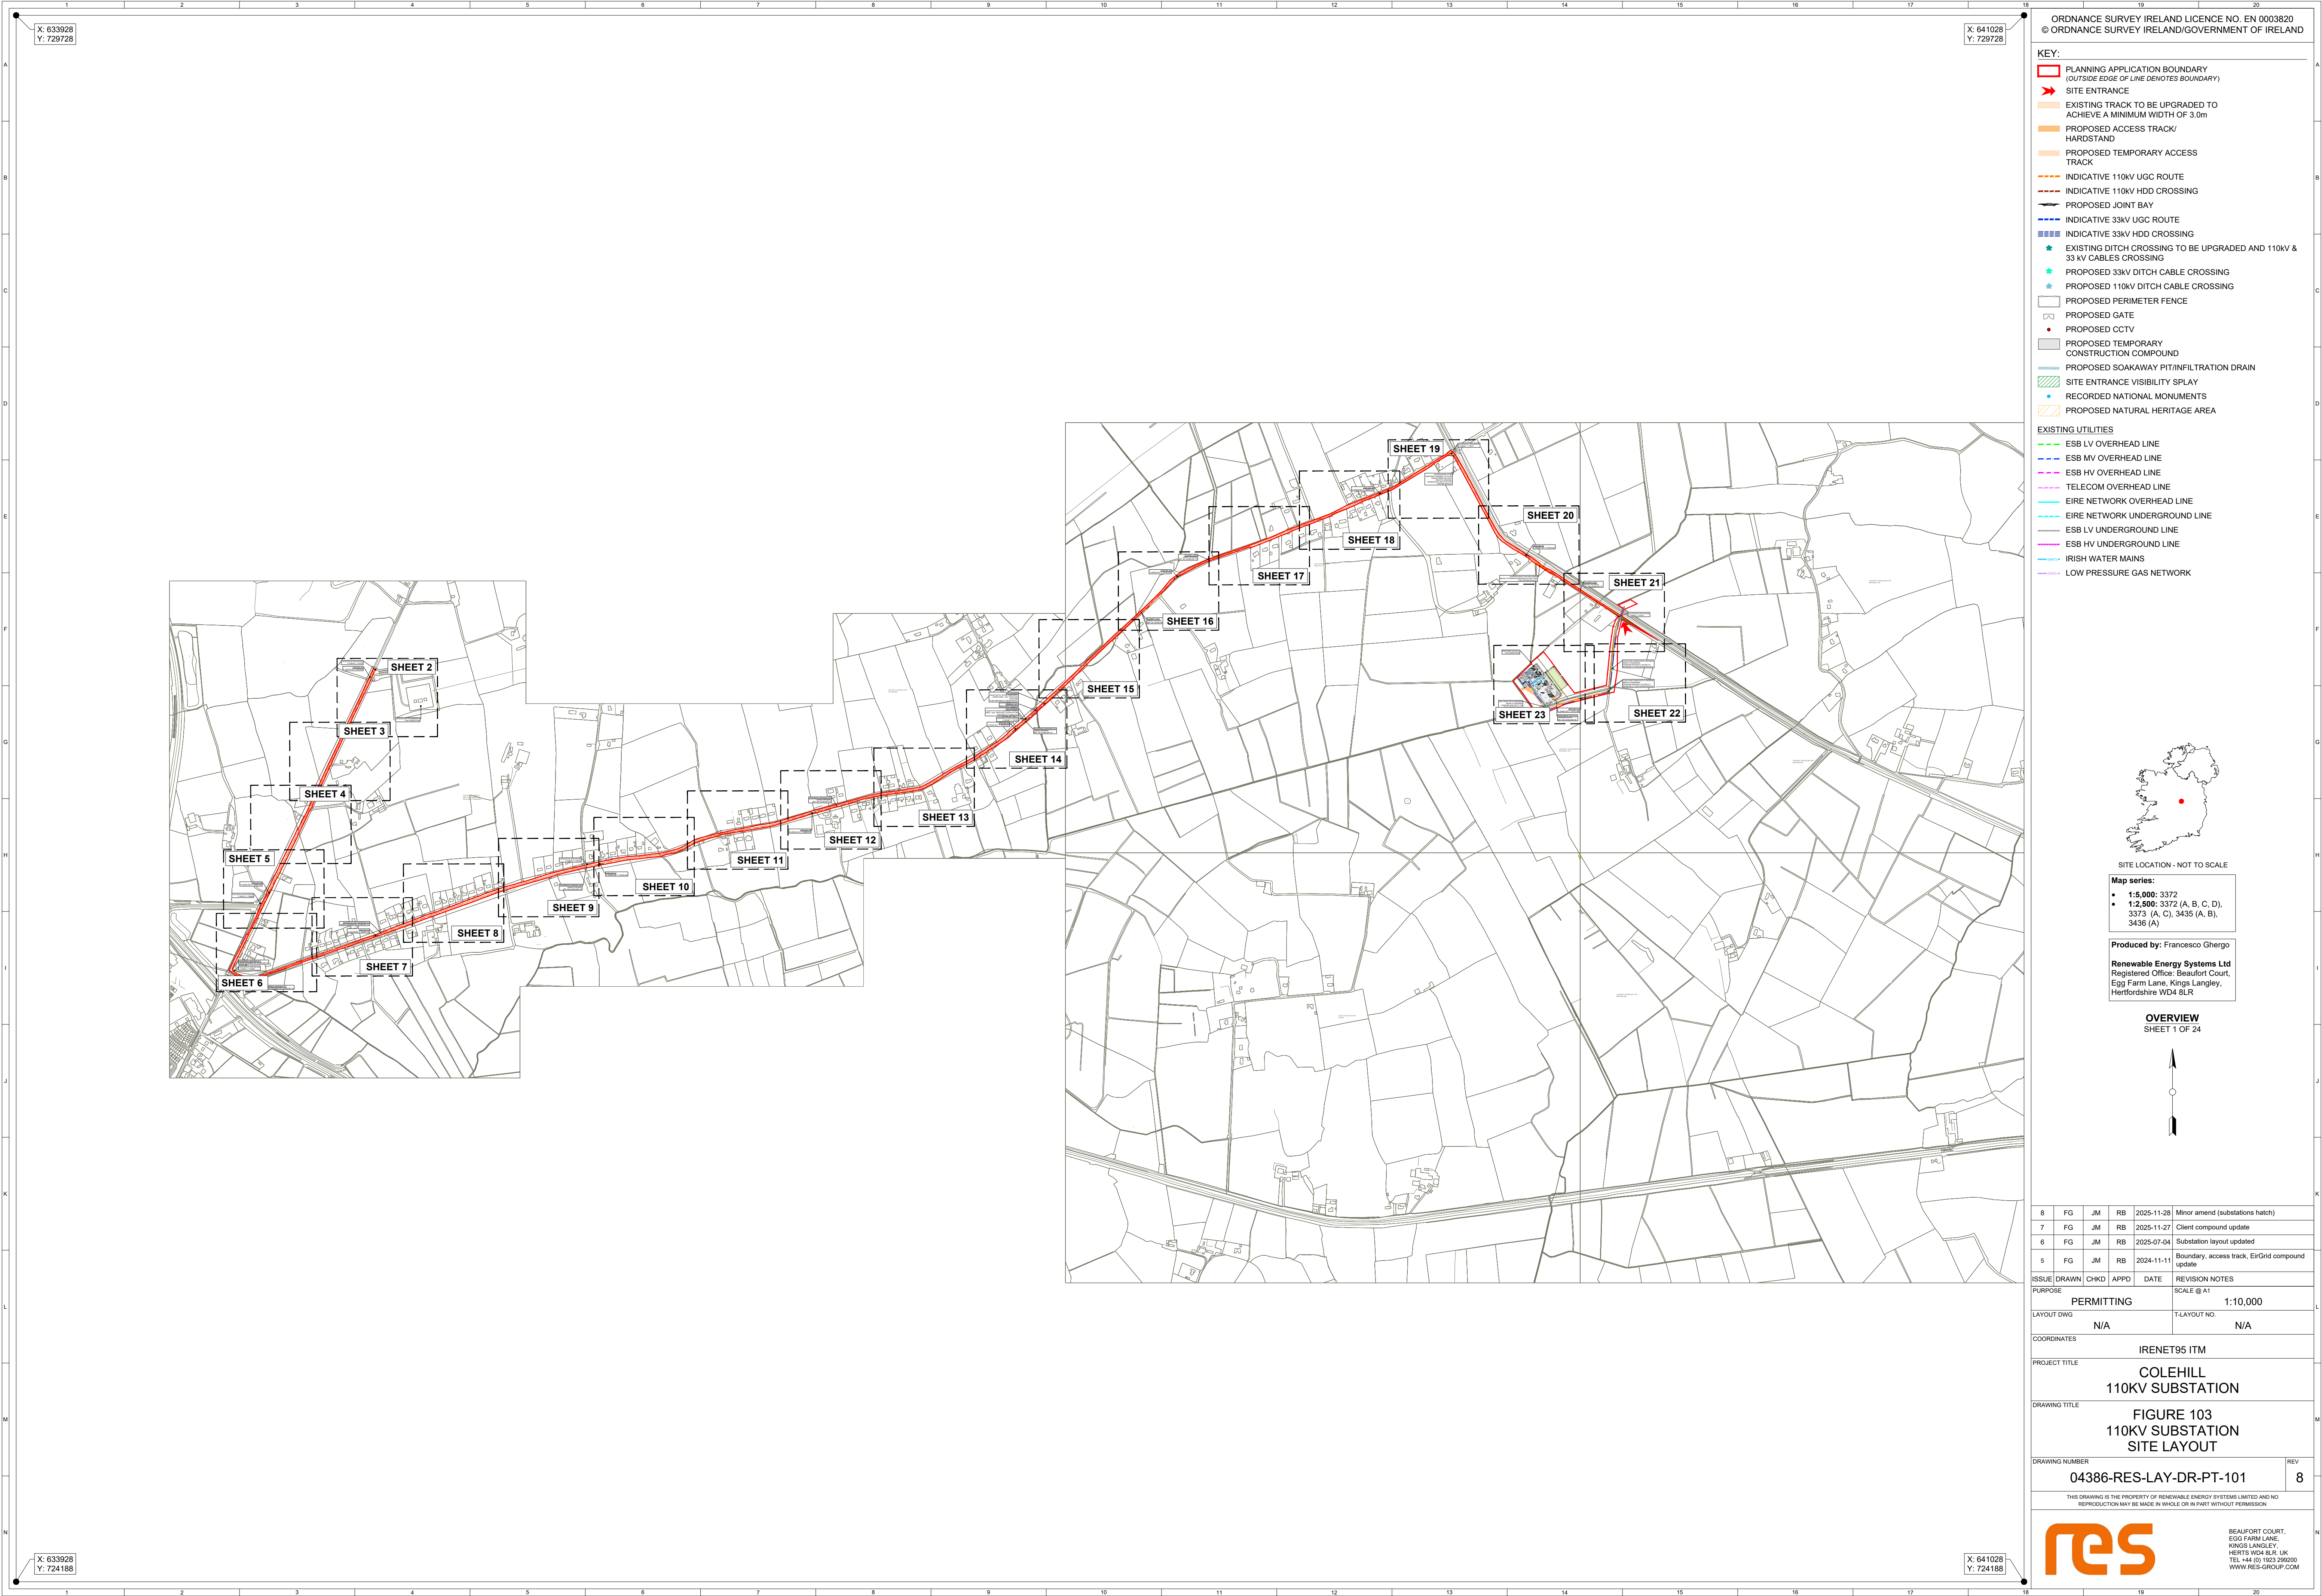 1 2 3 4 5 6 7 8 9 10 11 12 13 14 15 16 17 18 19 20
A
B
C
D
E
F
G
H
I
J
K
L
M
N
X: 633928
Y: 729728
X: 641028
Y: 729728
SHEET 2
SHEET 3
SHEET 4
SHEET 5
SHEET 6
SHEET 7
SHEET 8
SHEET 9
SHEET 10
SHEET 11
SHEET 12
SHEET 13
SHEET 14
SHEET 15
SHEET 16
SHEET 17
SHEET 18
SHEET 19
SHEET 20
SHEET 21
SHEET 22
SHEET 23
X: 633928
Y: 724188
X: 641028
Y: 724188
ORDNANCE SURVEY IRELAND LICENCE NO. EN 0003820
© ORDNANCE SURVEY IRELAND/GOVERNMENT OF IRELAND
KEY:
PLANNING APPLICATION BOUNDARY
(OUTSIDE EDGE OF LINE DENOTES BOUNDARY)
SITE ENTRANCE
EXISTING TRACK TO BE UPGRADED TO
ACHIEVE A MINIMUM WIDTH OF 3.0m
PROPOSED ACCESS TRACK/
HARDSTAND
PROPOSED TEMPORARY ACCESS
TRACK
INDICATIVE 110kV UGC ROUTE
INDICATIVE 110kV HDD CROSSING
PROPOSED JOINT BAY
INDICATIVE 33kV UGC ROUTE
INDICATIVE 33kV HDD CROSSING
EXISTING DITCH CROSSING TO BE UPGRADED AND 110kV &
33 kV CABLES CROSSING
PROPOSED 33kV DITCH CABLE CROSSING
PROPOSED 110kV DITCH CABLE CROSSING
PROPOSED PERIMETER FENCE
PROPOSED GATE
PROPOSED CCTV
PROPOSED TEMPORARY
CONSTRUCTION COMPOUND
PROPOSED SOAKAWAY PIT/INFILTRATION DRAIN
SITE ENTRANCE VISIBILITY SPLAY
RECORDED NATIONAL MONUMENTS
PROPOSED NATURAL HERITAGE AREA
EXISTING UTILITIES
ESB LV OVERHEAD LINE
ESB MV OVERHEAD LINE
ESB HV OVERHEAD LINE
TELECOM OVERHEAD LINE
EIRE NETWORK OVERHEAD LINE
EIRE NETWORK UNDERGROUND LINE
ESB LV UNDERGROUND LINE
ESB HV UNDERGROUND LINE
IRISH WATER MAINS
LOW PRESSURE GAS NETWORK
SITE LOCATION - NOT TO SCALE
Map series:
• 1:5,000: 3372
• 1:2,500: 3372 (A, B, C, D),
3373 (A, C), 3435 (A, B),
3436 (A)
Produced by: Francesco Ghergo
Renewable Energy Systems Ltd
Registered Office: Beaufort Court,
Egg Farm Lane, Kings Langley,
Hertfordshire WD4 8LR
OVERVIEW
SHEET 1 OF 24
8 FG JM RB 2025-11-28 Minor amend (substations hatch)
7 FG JM RB 2025-11-27 Client compound update
6 FG JM RB 2025-07-04 Substation layout updated
5 FG JM RB 2024-11-11 Boundary, access track, EirGrid compound
update
ISSUE DRAWN CHKD APPD DATE REVISION NOTES
PURPOSE SCALE @ A1
PERMITTING 1:10,000
LAYOUT DWG T-LAYOUT NO.
N/A N/A
COORDINATES
IRENET95 ITM
PROJECT TITLE
COLEHILL
110KV SUBSTATION
DRAWING TITLE
FIGURE 103
110KV SUBSTATION
SITE LAYOUT
DRAWING NUMBER REV
04386-RES-LAY-DR-PT-101 8
THIS DRAWING IS THE PROPERTY OF RENEWABLE ENERGY SYSTEMS LIMITED AND NO
REPRODUCTION MAY BE MADE IN WHOLE OR IN PART WITHOUT PERMISSION
res
BEAUFORT COURT,
EGG FARM LANE,
KINGS LANGLEY,
HERTS WD4 8LR. UK
TEL +44 (0) 1923 299200
WWW.RES-GROUP.COM